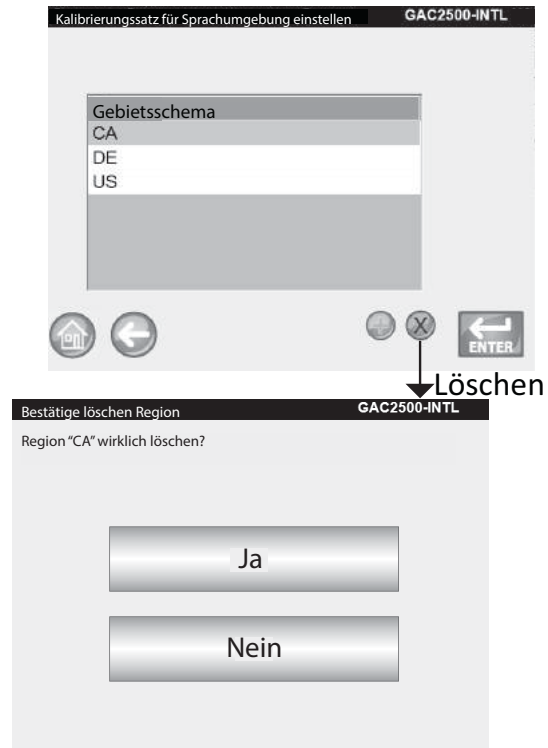 Kalibrierungssatz für Sprachumgebung einstellen GAC2500-INTL
Gebietsschema
CA
DE
US
X
ENTER
Löschen
Bestätige löschen Region GAC2500-INTL
Region "CA" wirklich löschen?
Ja
Nein